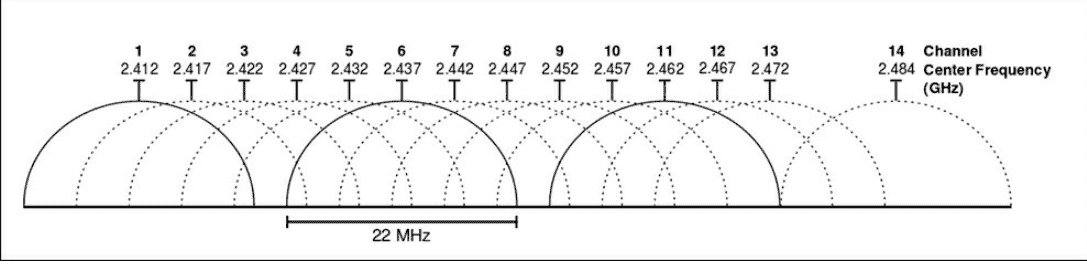 1 2 3 4 5 6 7 8 9 10 11 12 13 14 Channel
2.412 2.417 2.422 2.427 2.432 2.437 2.442 2.447 2.452 2.457 2.462 2.467 2.472 2.484 Center Frequency
(GHz)
22 MHz